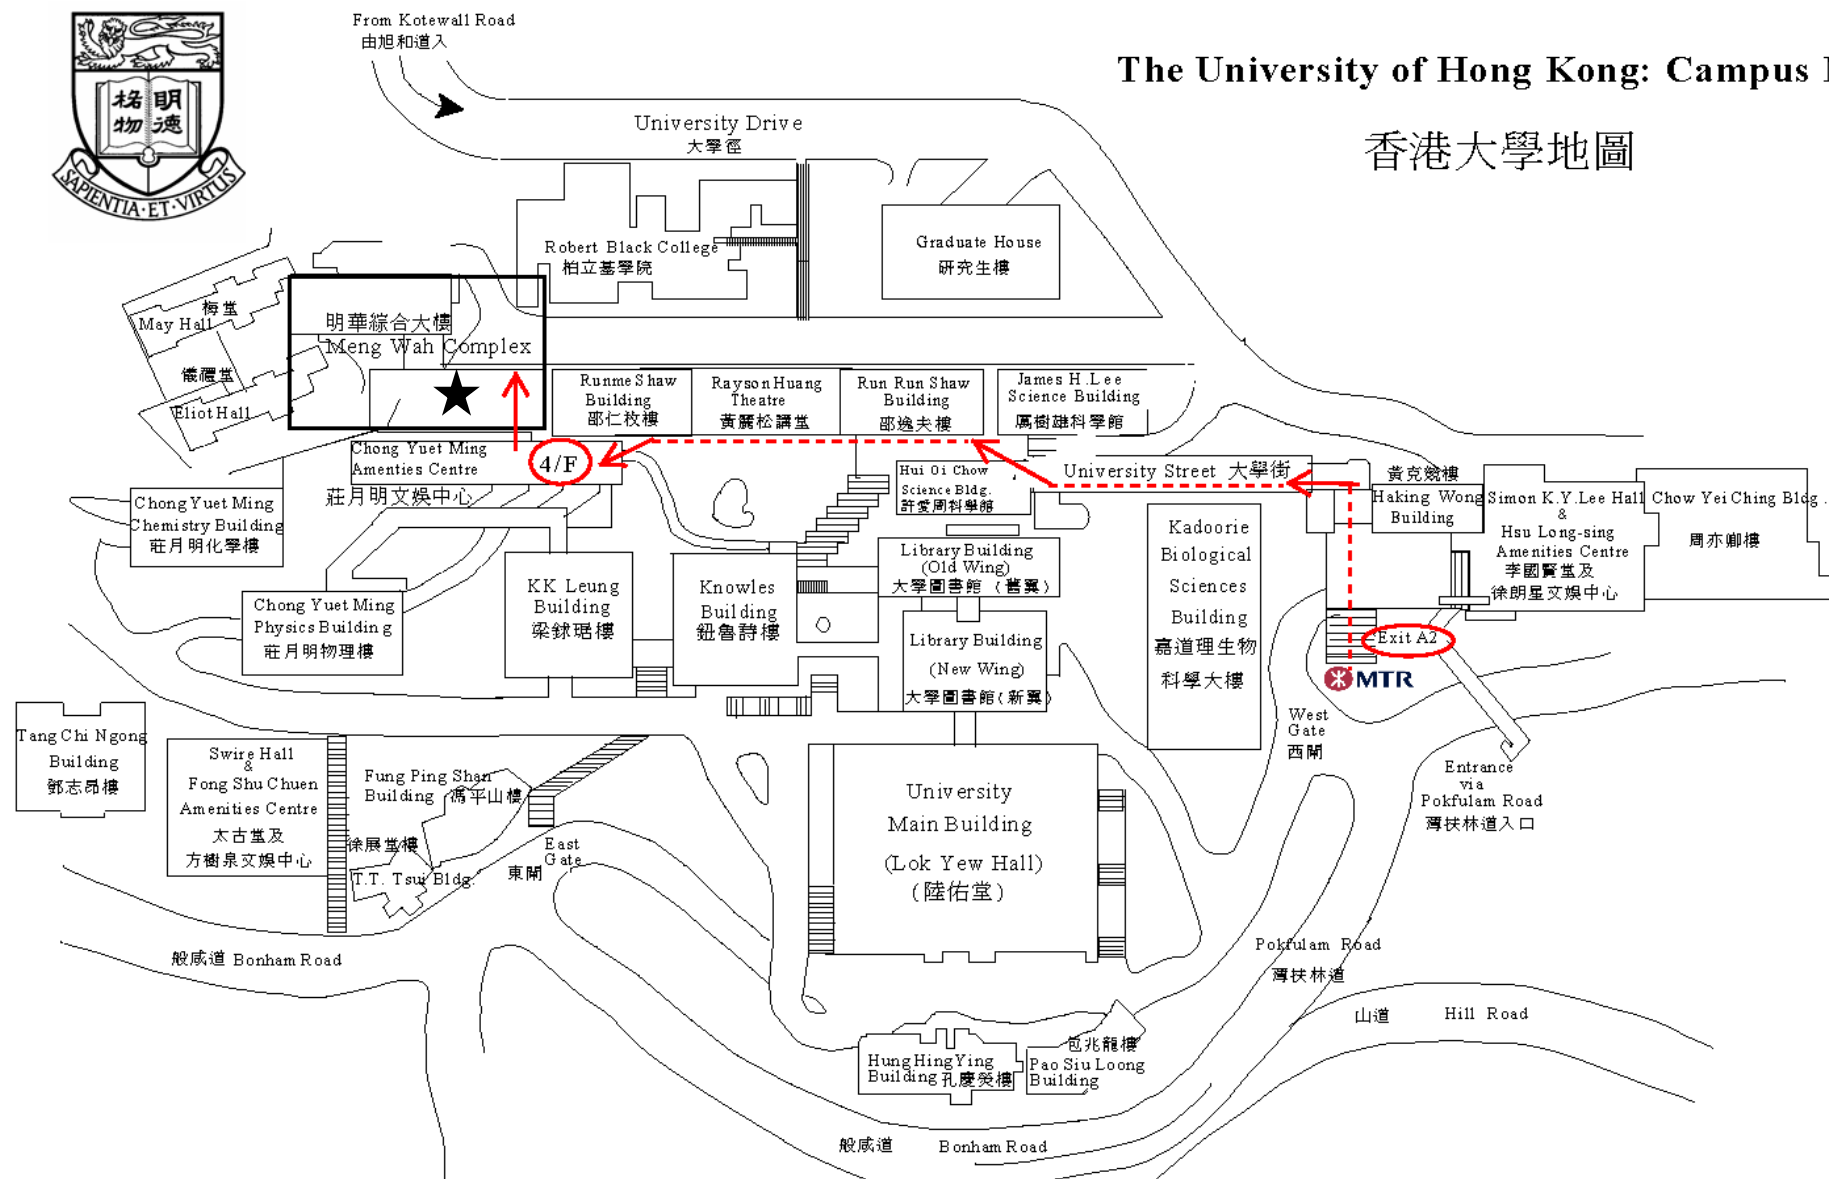 From Kotewall Road
由旭和道入
The University of Hong Kong: Campus
香港大學地圖
格物
明德
SAPIENTIA·ET·VIRTUS
University Drive
大學徑
Robert Black College
柏立基學院
Graduate House
研究生樓
梅堂
May Hall
儀禮堂
Eliot Hall
明華綜合大樓
Meng Wah Complex
Runme Shaw
Building
邵仁枚樓
Rayson Huang
Theatre
黃麗松講堂
Run Run Shaw
Building
邵逸夫樓
James H.Lee
Science Building
厲樹雄科學館
Chong Yuet Ming
Amenties Centre
莊月明文娛中心
4/F
Hui Oi Chow
Science Bldg.
許愛周科學館
University Street 大學街
黃克競樓
Haking Wong
Building
Simon K.Y.Lee Hall
&
Hsu Long-sing
Amenities Centre
李國賢堂及
徐朗星文娛中心
Chow Yei Ching Bldg.
周亦卿樓
Chong Yuet Ming
Chemistry Building
莊月明化學樓
Chong Yuet Ming
Physics Building
莊月明物理樓
KK Leung
Building
梁銶琚樓
Knowles
Building
鈕魯詩樓
Library Building
(Old Wing)
大學圖書館 (舊翼)
Library Building
(New Wing)
大學圖書館(新翼)
Kadoorie
Biological
Sciences
Building
嘉道理生物
科學大樓
Exit A2
MTR
West
Gate
西閘
Entrance
via
Pokfulam Road
薄扶林道入口
Tang Chi Ngong
Building
鄧志昂樓
Swire Hall
&
Fong Shu Chuen
Amenities Centre
太古堂及
方樹泉文娛中心
Fung Ping Shan
Building 馮平山樓
徐展堂樓
T.T. Tsui Bldg.
East
Gate
東閘
University
Main Building
(Lok Yew Hall)
(陸佑堂)
般咸道 Bonham Road
Pokfulam Road
薄扶林道
山道 Hill Road
Hung Hing Ying
Building 孔慶熒樓
包兆龍樓
Pao Siu Loong
Building
般咸道 Bonham Road